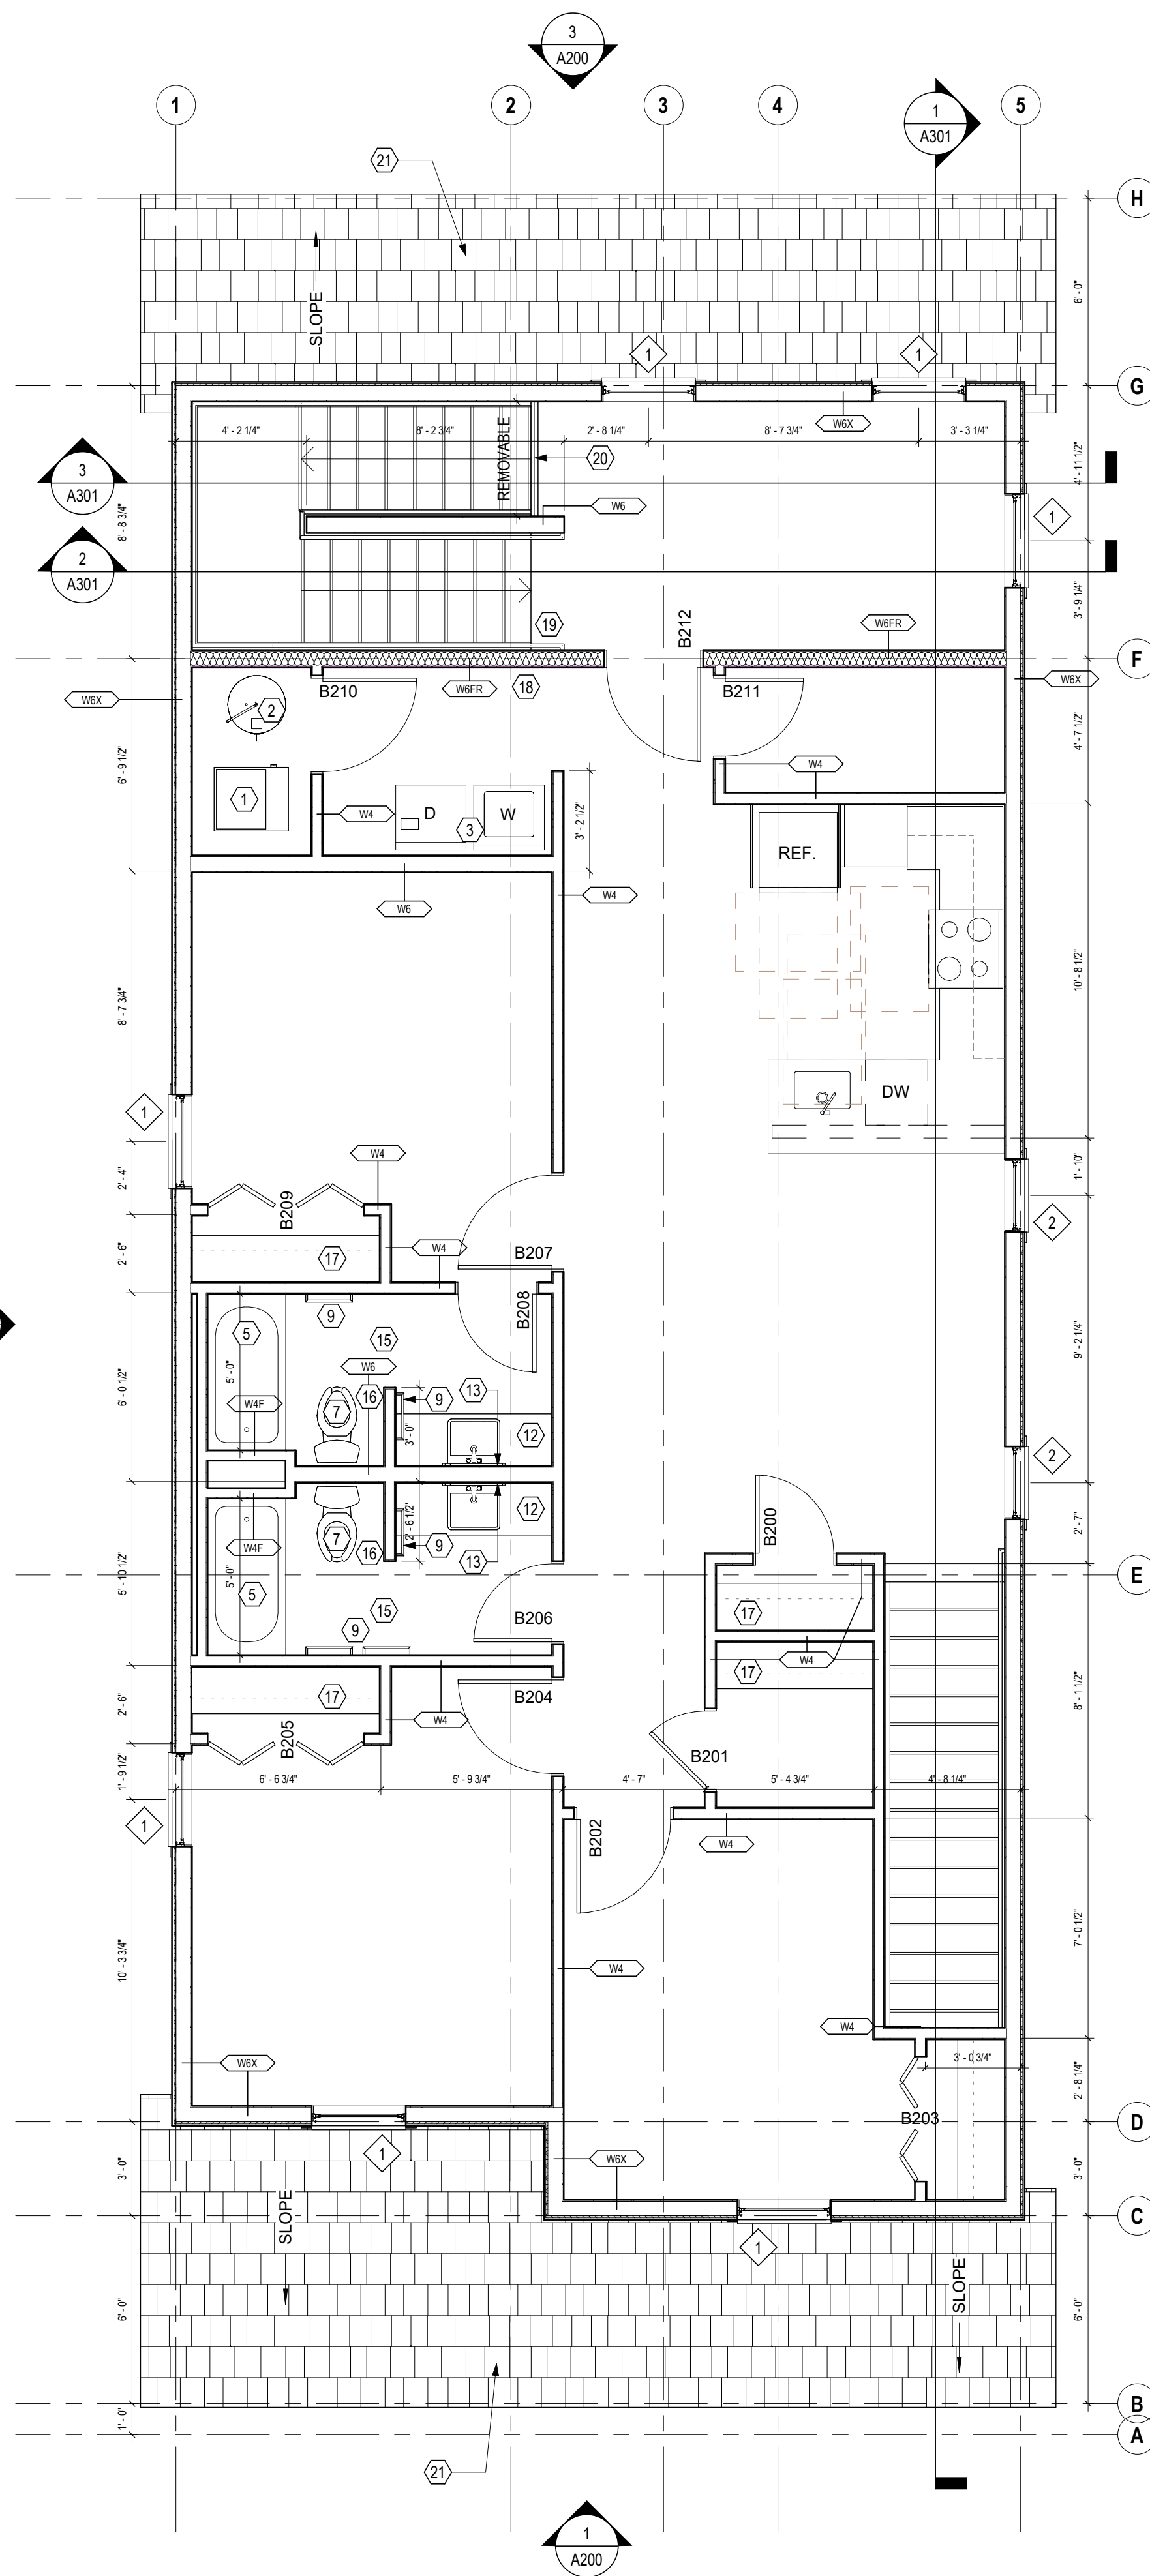 3
A200
1
2
3
4
5
1
A301
21
H
SLOPE
6' - 0"
1
1
G
4' - 2 1/4"
8' - 2 3/4"
REMOVABLE
2' - 8 1/4"
8' - 7 3/4"
W6X
3' - 3 1/4"
4' - 11 1/2"
20
3
A301
W6
1
8' - 8 3/4"
2
A301
3' - 9 1/4"
19
B212
W6FR
F
W6X
B210
W6FR
18
B211
W6X
2
4' - 7 1/2"
6' - 9 1/2"
W4
1
W4
D
3
W
3' - 2 1/2"
REF.
W4
W6
10' - 8 1/2"
8' - 7 3/4"
DW
1
W4
2' - 4"
1' - 10"
B209
2
17
W4
B207
2' - 6"
B208
9
5
15
5' - 0"
W6
9' - 2 1/4"
6' - 0 1/2"
W4F
7
16
9
13
3' - 0"
12
2
12
B200
2' - 7"
7
2' - 6 1/2"
9
W4F
16
13
5' - 10 1/2"
5' - 0"
5
E
15
17
B206
9
W4
17
17
B204
W4
2' - 6"
8' - 1 1/2"
B205
B201
1' - 9 1/2"
6' - 6 3/4"
5' - 9 3/4"
4' - 7"
5' - 4 3/4"
4' - 8 1/4"
1
B202
W4
10' - 3 3/4"
7' - 0 1/2"
W4
W4
W6X
3' - 0 3/4"
2' - 8 1/4"
B203
D
1
W6X
3' - 0"
3' - 0"
SLOPE
C
1
SLOPE
6' - 0"
6' - 0"
B
1' - 0"
A
21
1
A200